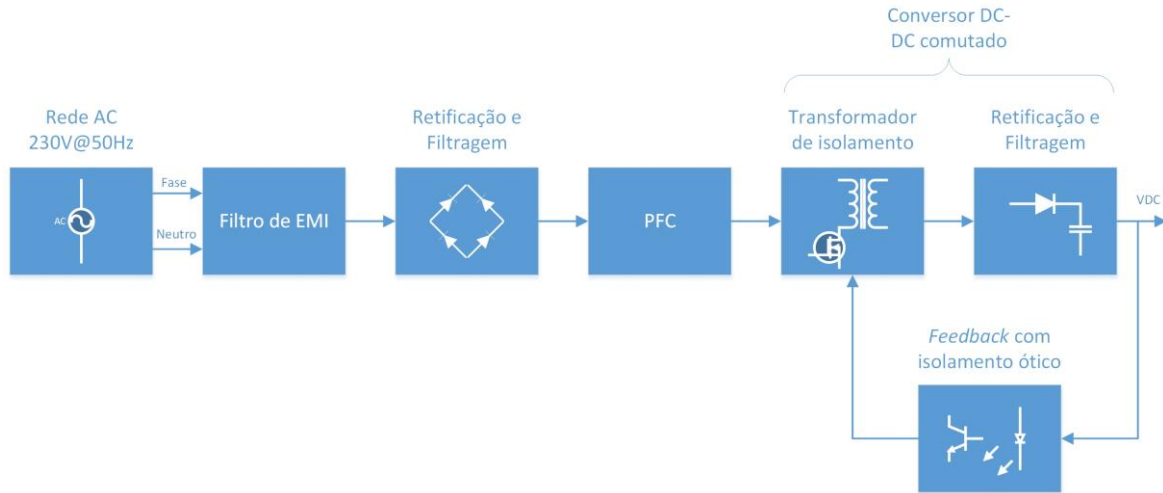 Conversor DC-
DC comutado
Rede AC
230V@50Hz
Retificação e
Filtragem
Transformador
de isolamento
Retificação e
Filtragem
Fase
AC
Neutro
Filtro de EMI
PFC
VDC
Feedback com
isolamento ótico